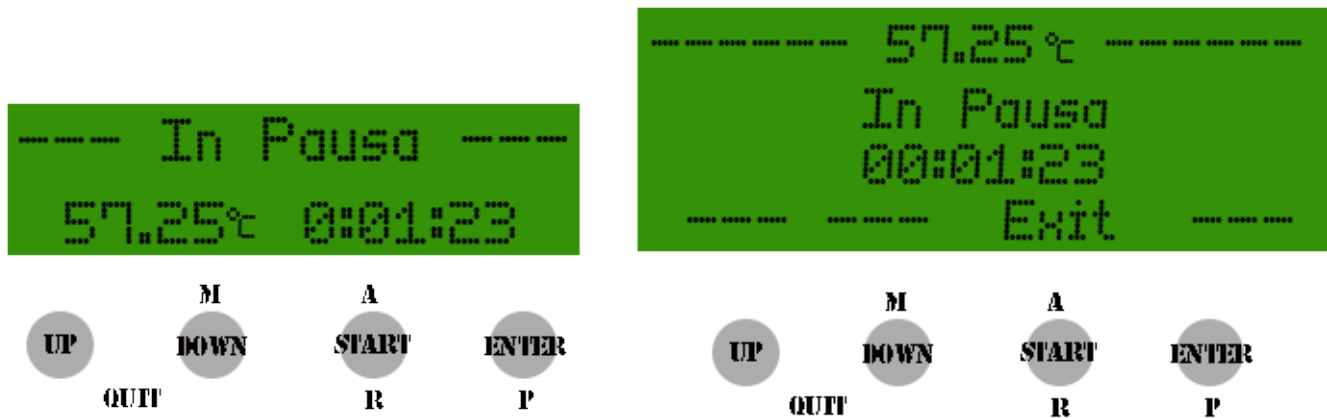 --- In Pausa ---
57.25℃ 0:01:23
M A
UP DOWN START ENTER
QUIT R P
------ 57.25℃ ------
In Pausa
00:01:23
--- --- Exit ---
M A
UP DOWN START ENTER
QUIT R P